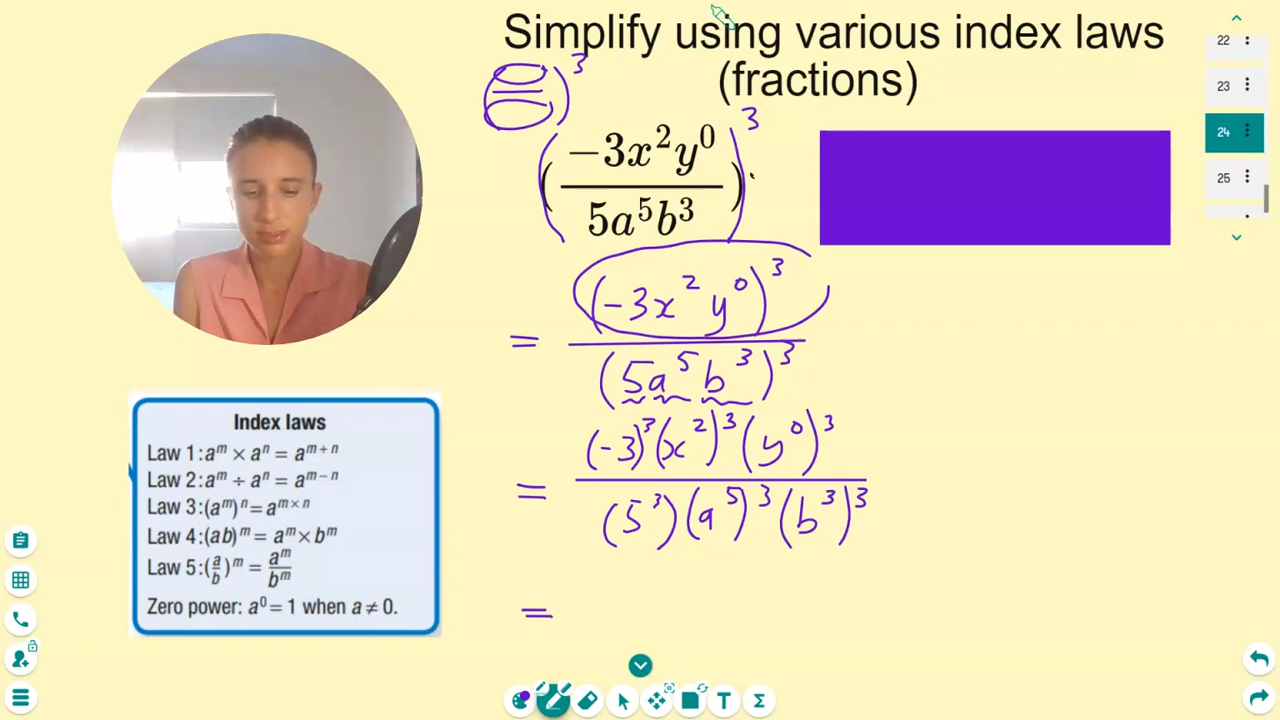 Simplify using various index laws
(fractions)
( )³
(−3x²y⁰ / 5a⁵b³)³
= (−3x²y⁰)³ / (5a⁵b³)³
= (−3)³(x²)³(y⁰)³ / (5³)(a⁵)³(b³)³
=
Index laws
Law 1:aᵐ × aⁿ = aᵐ⁺ⁿ
Law 2:aᵐ ÷ aⁿ = aᵐ⁻ⁿ
Law 3:(aᵐ)ⁿ = aᵐ˟ⁿ
Law 4:(ab)ᵐ = aᵐ × bᵐ
Law 5:(a/b)ᵐ = aᵐ/bᵐ
Zero power: a⁰ = 1 when a ≠ 0.
22
23
24
25
T
Σ